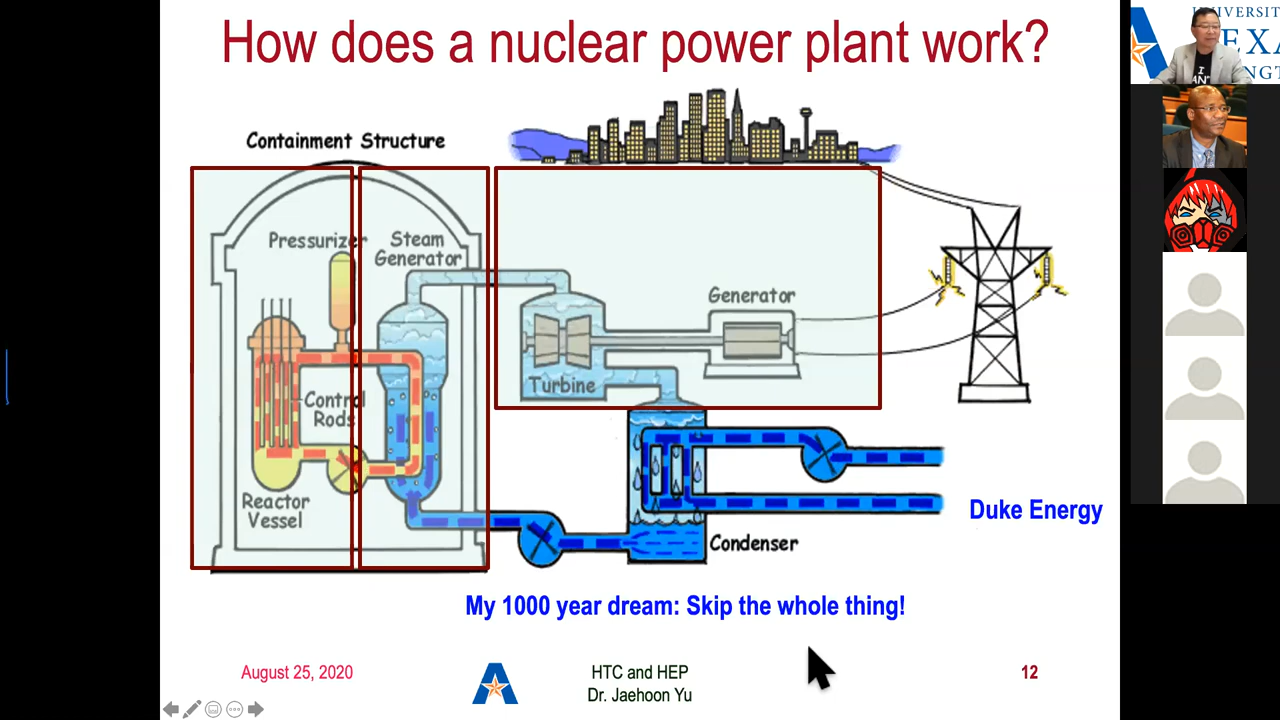 How does a nuclear power plant work?
Containment Structure
Pressurizer
Steam
Generator
Generator
Turbine
Control
Rods
Reactor
Vessel
Condenser
Duke Energy
My 1000 year dream: Skip the whole thing!
August 25, 2020
HTC and HEP
Dr. Jaehoon Yu
12